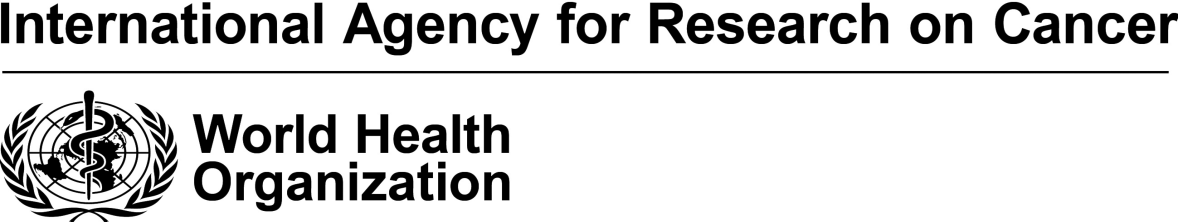 International Agency for Research on Cancer
World Health
Organization